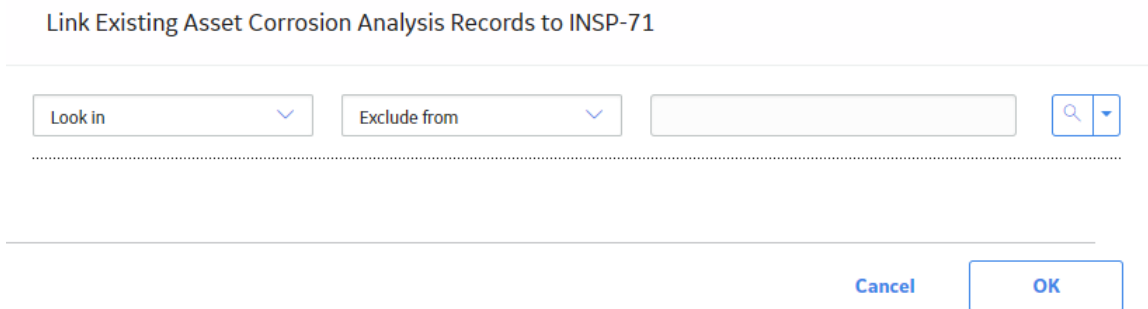 Link Existing Asset Corrosion Analysis Records to INSP-71
Look in Exclude from
Cancel OK